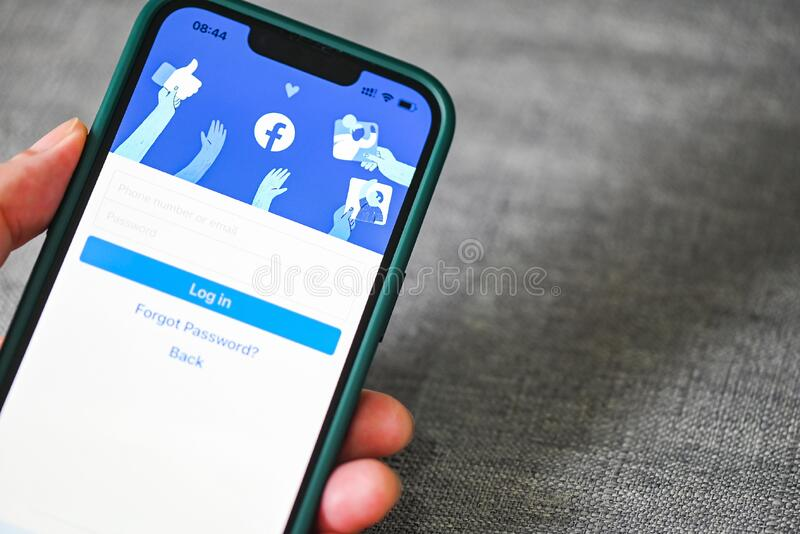 08:44
f
Phone number or email
Password
Log in
Forgot Password?
Back
dreamstime